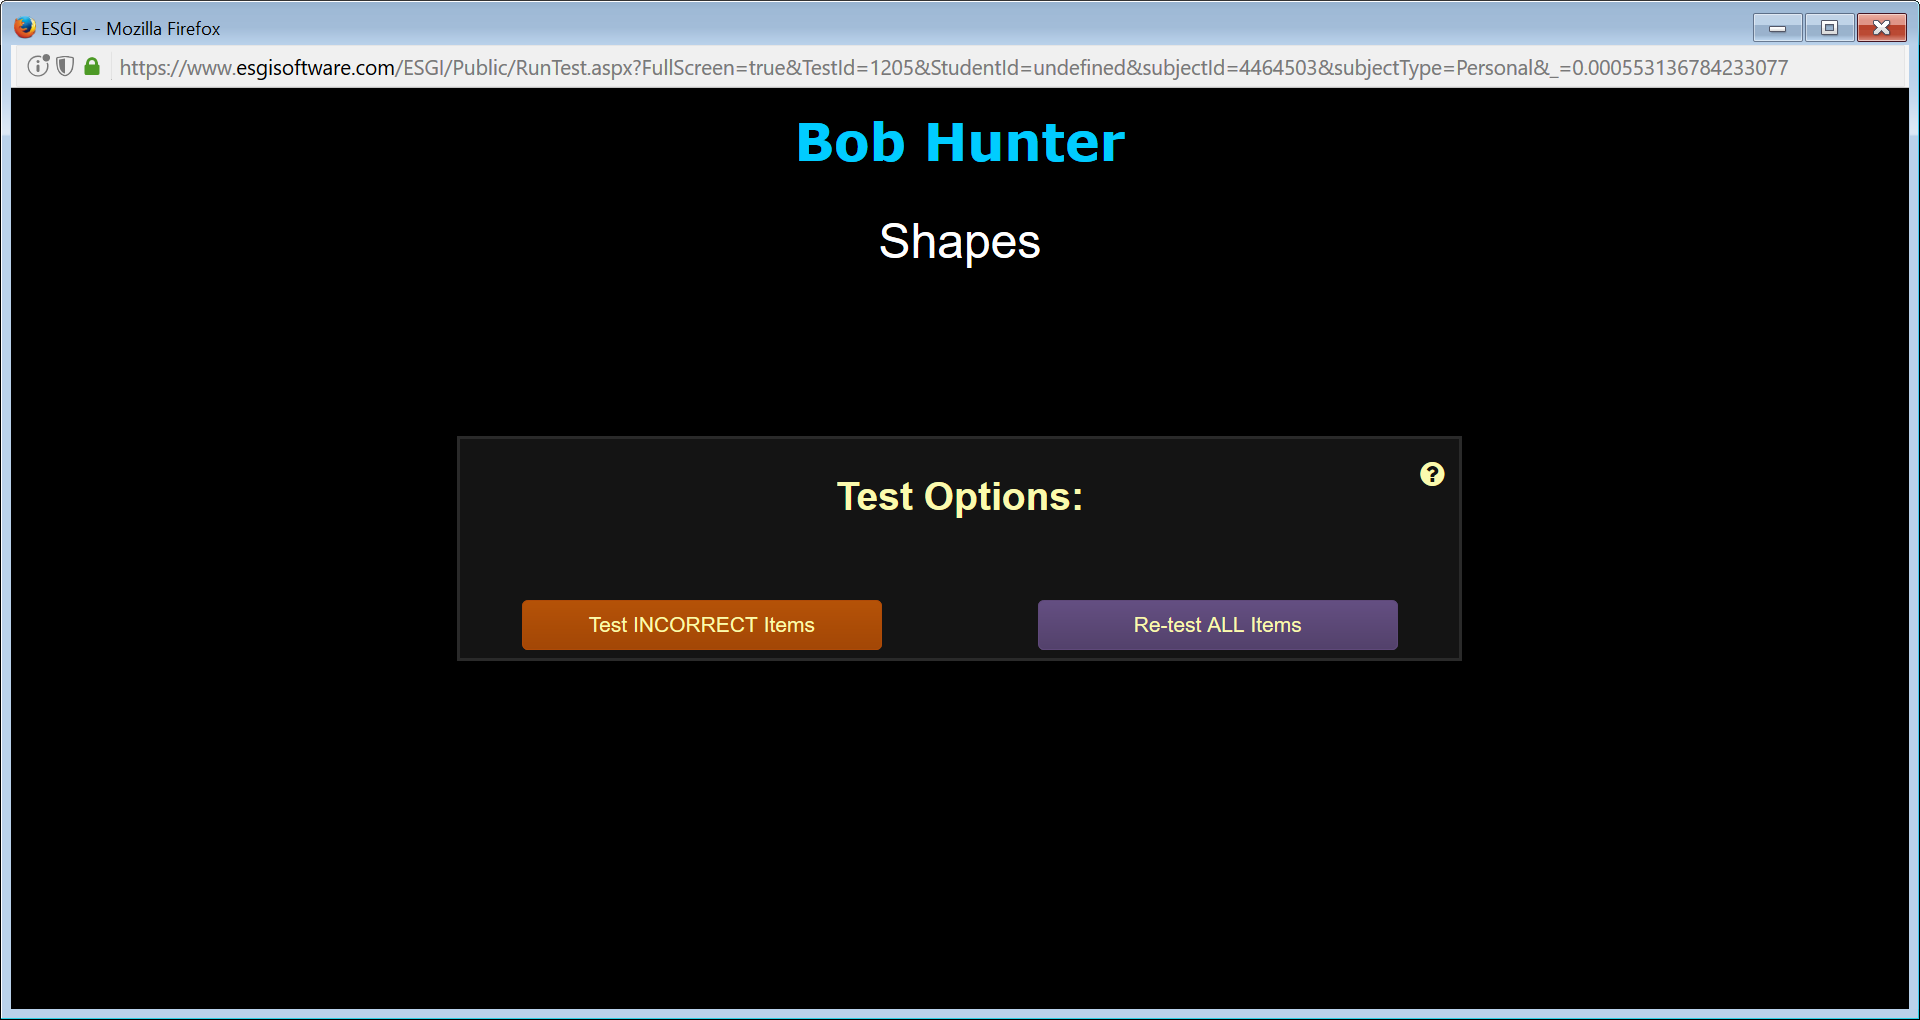 ESGI - - Mozilla Firefox
https://www.esgisoftware.com/ESGI/Public/RunTest.aspx?FullScreen=true&TestId=1205&StudentId=undefined&subjectId=4464503&subjectType=Personal&_=0.000553136784233077
Bob Hunter
Shapes
Test Options:
?
Test INCORRECT Items
Re-test ALL Items